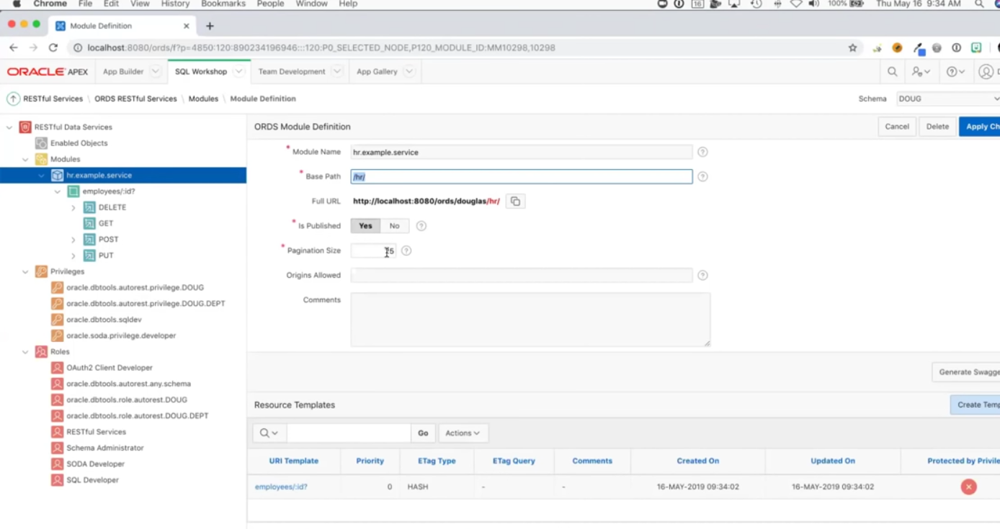 Chrome File Edit View History Bookmarks People Window Help 16 100% Thu May 16 9:34 AM
Module Definition
localhost:8080/ords/f?p=4850:120:890234196946:::120:P0_SELECTED_NODE,P120_MODULE_ID:MM10298,10298
ORACLE APEX App Builder SQL Workshop Team Development App Gallery
RESTful Services \ ORDS RESTful Services \ Modules \ Module Definition Schema DOUG
RESTful Data Services
Enabled Objects
Modules
hr.example.service
employees/:id?
DELETE
GET
POST
PUT
Privileges
oracle.dbtools.autorest.privilege.DOUG
oracle.dbtools.autorest.privilege.DOUG.DEPT
oracle.dbtools.sqldev
oracle.soda.privilege.developer
Roles
OAuth2 Client Developer
oracle.dbtools.autorest.any.schema
oracle.dbtools.role.autorest.DOUG
oracle.dbtools.role.autorest.DOUG.DEPT
RESTful Services
Schema Administrator
SODA Developer
SQL Developer
ORDS Module Definition Cancel Delete Apply Ch
* Module Name hr.example.service
* Base Path /hr/
Full URL http://localhost:8080/ords/douglas/hr/
* Is Published Yes No
* Pagination Size
Origins Allowed
Comments
Generate Swagge
Resource Templates Create Temp
Go Actions
URI Template Priority ETag Type ETag Query Comments Created On Updated On Protected by Privile
employees/:id? 0 HASH - - 16-MAY-2019 09:34:02 16-MAY-2019 09:34:02